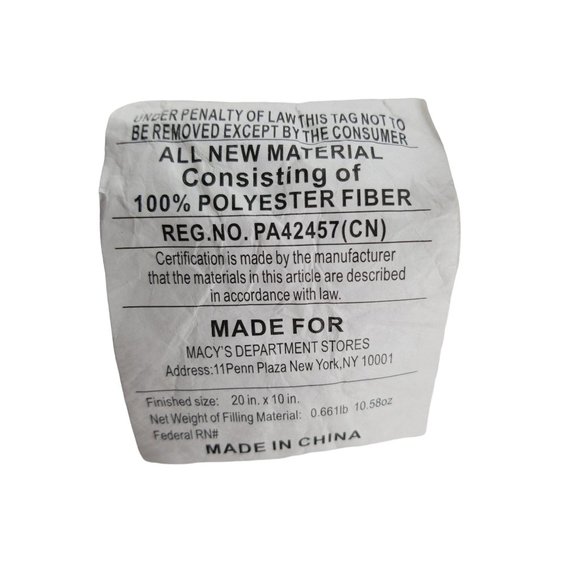 UNDER PENALTY OF LAW THIS TAG NOT TO
BE REMOVED EXCEPT BY THE CONSUMER
ALL NEW MATERIAL
Consisting of
100% POLYESTER FIBER
REG.NO. PA42457(CN)
Certification is made by the manufacturer
that the materials in this article are described
in accordance with law.
MADE FOR
MACY'S DEPARTMENT STORES
Address:11Penn Plaza New York,NY 10001
Finished size: 20 in. x 10 in.
Net Weight of Filling Material: 0.661lb 10.58oz
Federal RN#
MADE IN CHINA